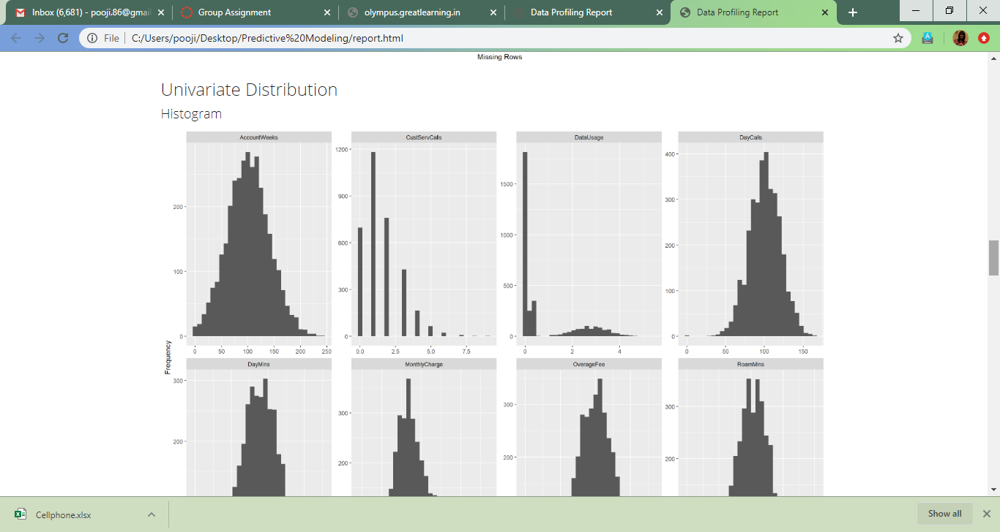 Inbox (6,681) - pooji.86@gmai
Group Assignment
olympus.greatlearning.in
Data Profiling Report
Data Profiling Report
File
C:/Users/pooji/Desktop/Predictive%20Modeling/report.html
Missing Rows
Univariate Distribution
Histogram
AccountWeeks
CustServCalls
DataUsage
DayCalls
200
100
0
1200
900
600
300
0
1500
1000
500
0
400
300
200
100
0
0 50 100 150 200 250
0.0 2.5 5.0 7.5
0 2 4
0 50 100 150
Frequency
DayMins
MonthlyCharge
OverageFee
RoamMins
300
200
300
200
300
200
300
200
Cellphone.xlsx
Show all